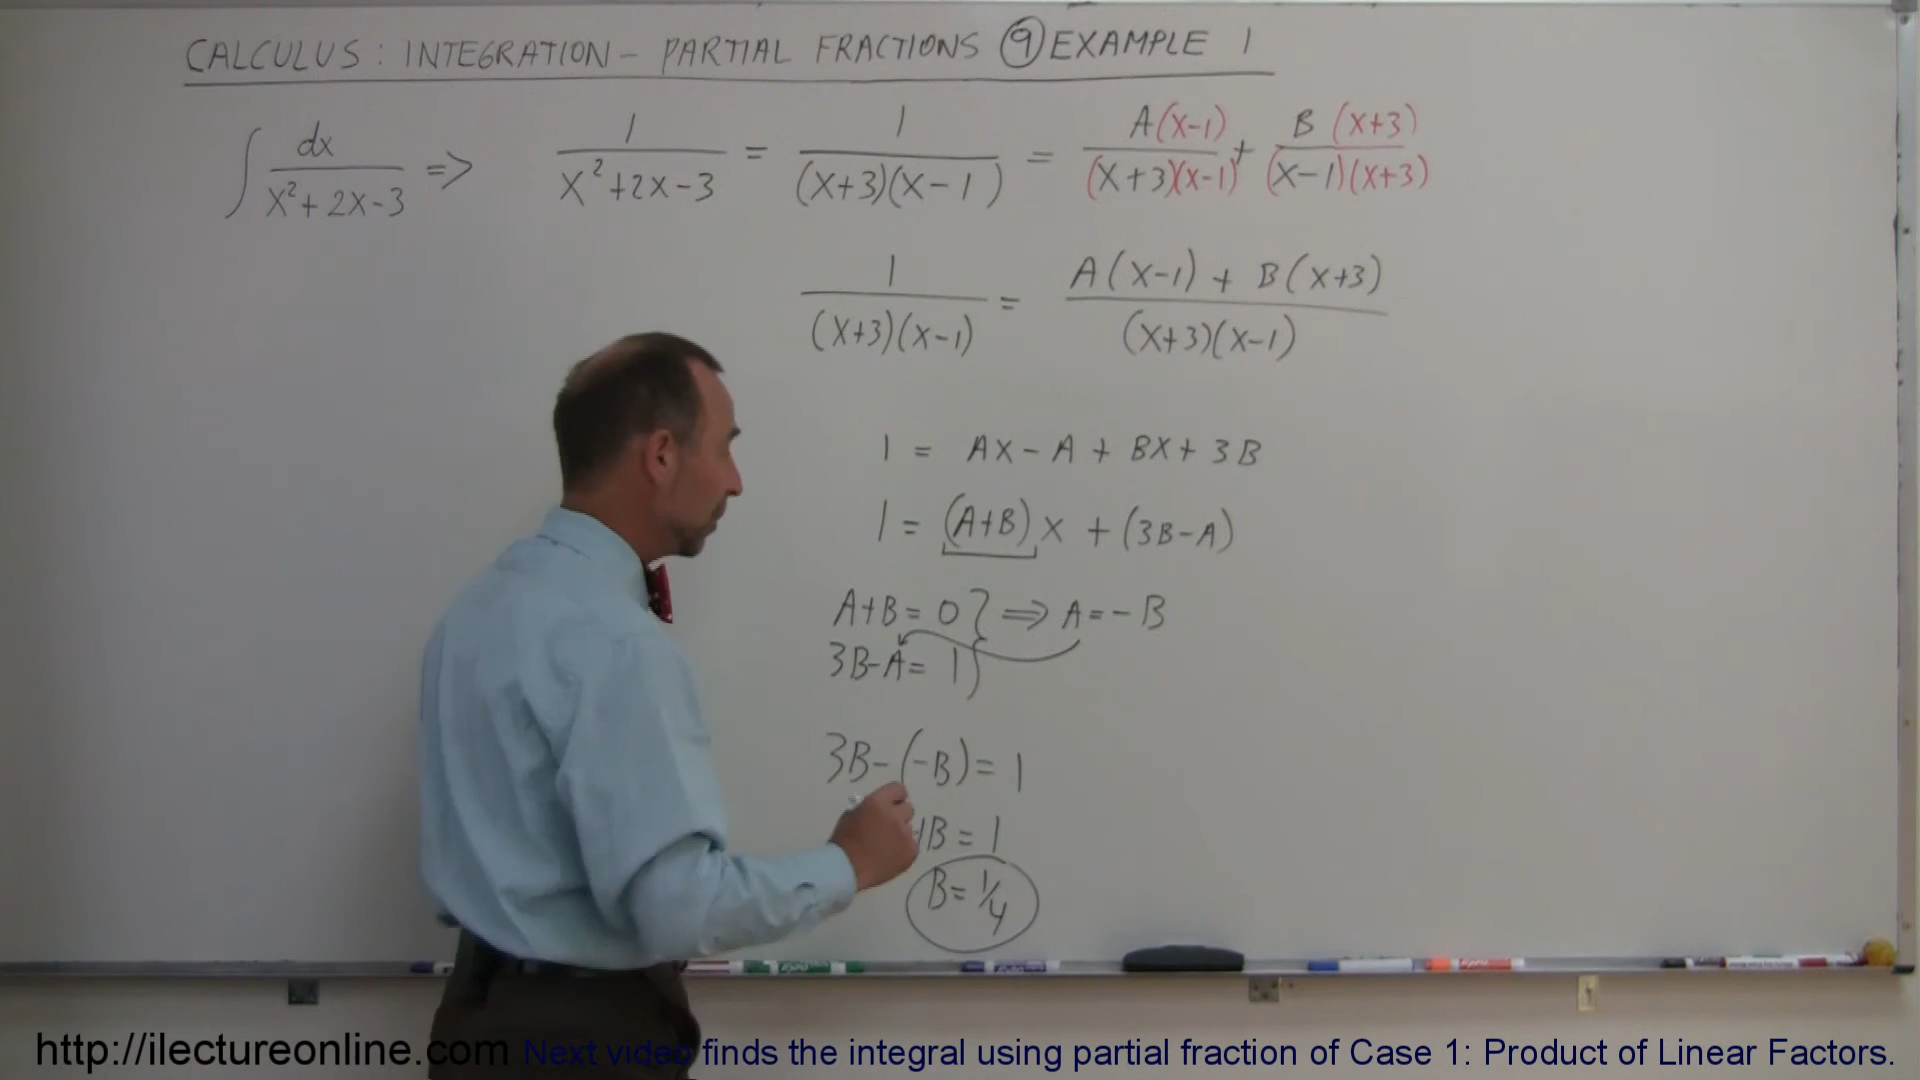 CALCULUS: INTEGRATION - PARTIAL FRACTIONS ⑨ EXAMPLE 1
∫ dx / (x²+2x-3) => 1 / (x²+2x-3) = 1 / ((x+3)(x-1)) = A(x-1) / ((x+3)(x-1)) + B(x+3) / ((x-1)(x+3))
1 / ((x+3)(x-1)) = (A(x-1) + B(x+3)) / ((x+3)(x-1))
1 = Ax - A + Bx + 3B
1 = (A+B)x + (3B-A)
A+B = 0 } => A = -B
3B-A = 1
3B-(-B) = 1
B = 1
B = 1/4
http://ilectureonline.com Next video finds the integral using partial fraction of Case 1: Product of Linear Factors.